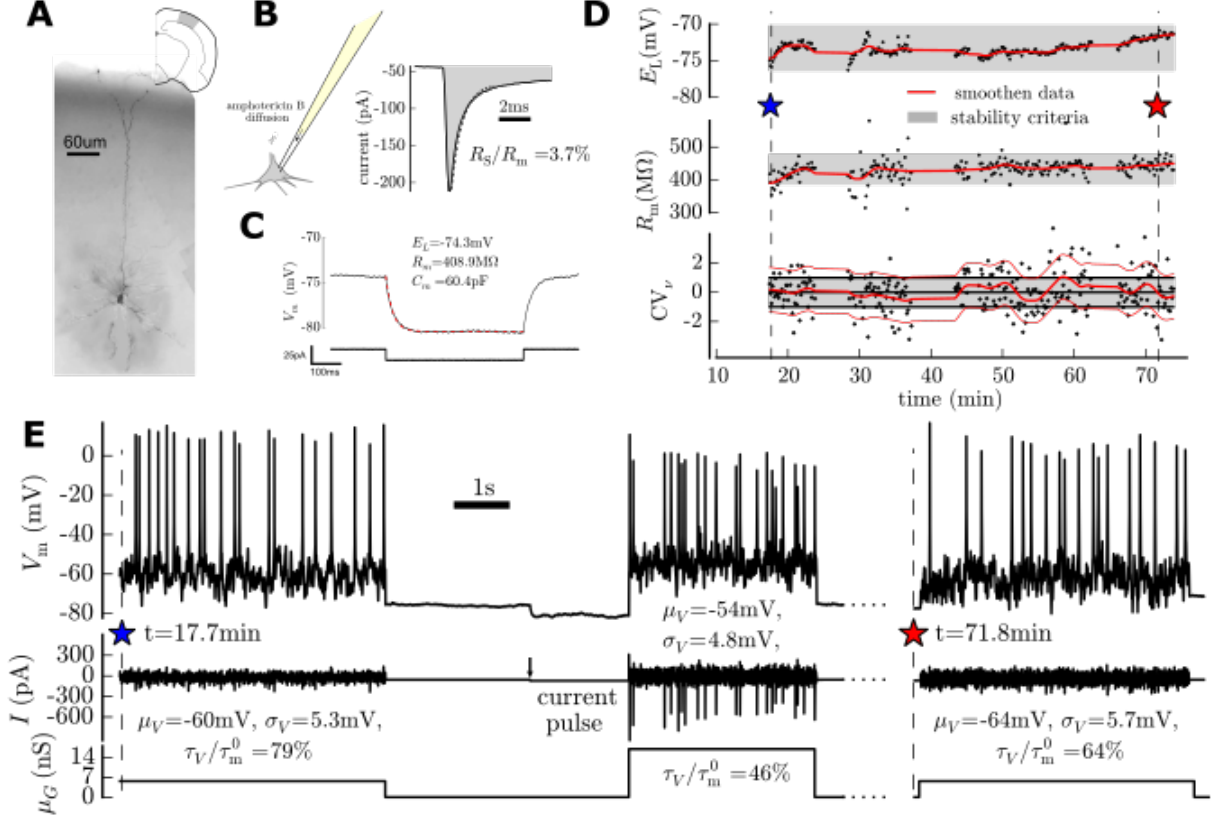 A
60um
B
amphotericin B
diffusion
current (pA)
-50
-100
-150
-200
2ms
R_S/R_m =3.7%
C
V_m (mV)
-70
-75
-80
E_L=-74.3mV
R_m=408.9MΩ
C_m=60.4pF
25pA
100ms
D
E_L(mV)
-70
-75
-80
smoothen data
stability criteria
R_m(MΩ)
500
400
300
CV_ν
2
0
-2
10 20 30 40 50 60 70
time (min)
E
V_m (mV)
0
-20
-40
-60
-80
1s
t=17.7min
μ_V=-54mV,
σ_V=4.8mV,
t=71.8min
I (pA)
300
0
-300
-600
current
pulse
μ_V=-60mV, σ_V=5.3mV,
τ_V/τ_m^0 =79%
τ_V/τ_m^0 =46%
μ_V=-64mV, σ_V=5.7mV,
τ_V/τ_m^0 =64%
μ_G (nS)
14
7
0